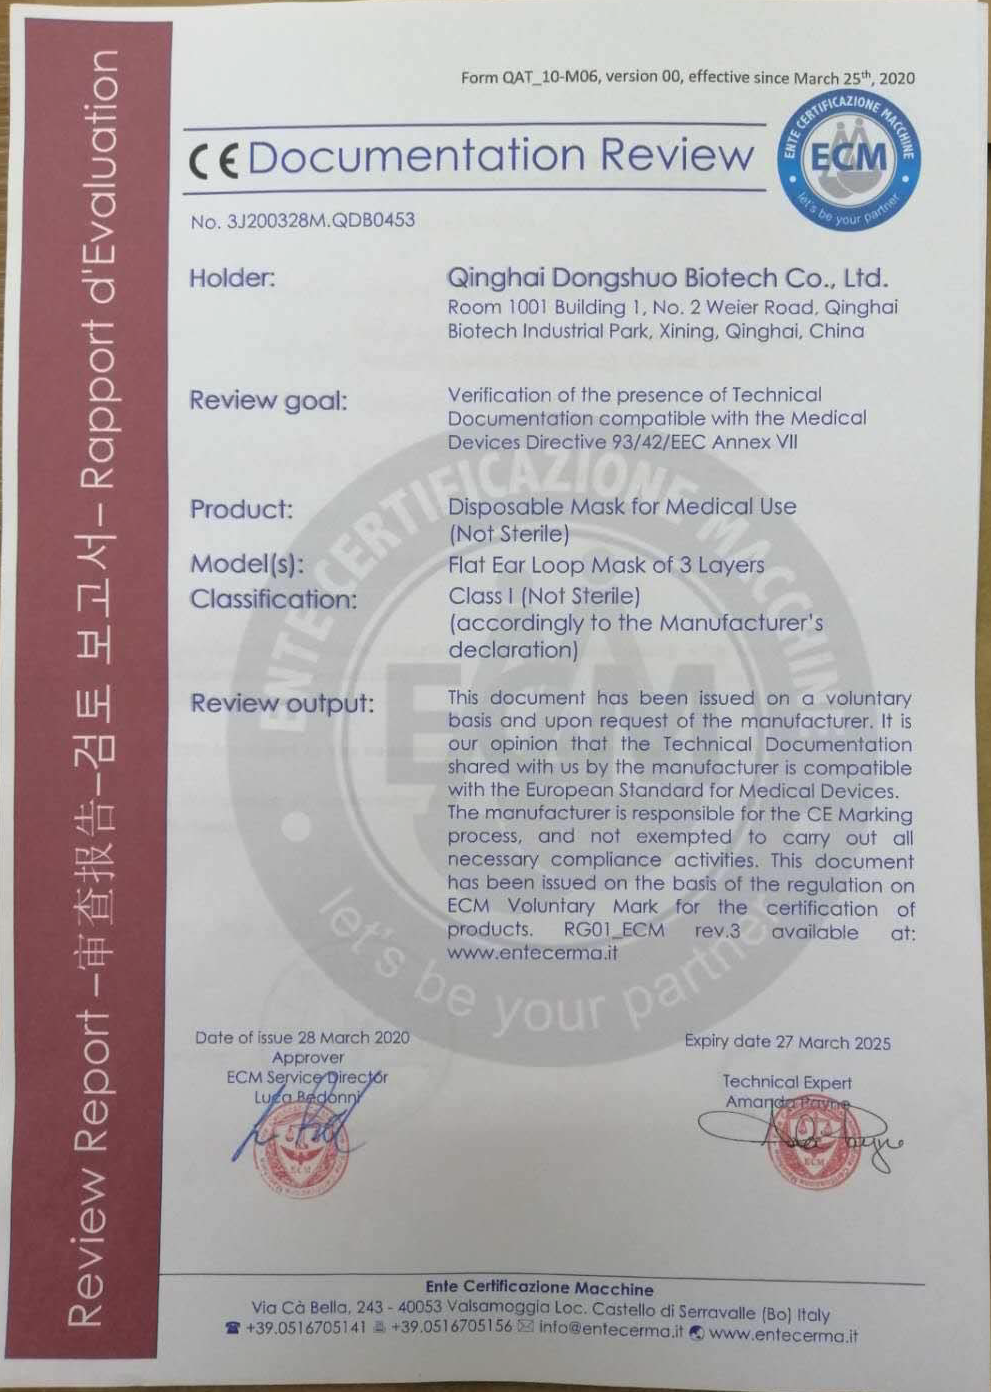 Form QAT_10-M06, version 00, effective since March 25th, 2020
CE Documentation Review
ENTE CERTIFICAZIONE MACCHINE
ECM
let's be your partner
No. 3J200328M.QDB0453
Holder: Qinghai Dongshuo Biotech Co., Ltd.
Room 1001 Building 1, No. 2 Weier Road, Qinghai
Biotech Industrial Park, Xining, Qinghai, China
Review goal: Verification of the presence of Technical
Documentation compatible with the Medical
Devices Directive 93/42/EEC Annex VII
Product: Disposable Mask for Medical Use
(Not Sterile)
Model(s): Flat Ear Loop Mask of 3 Layers
Classification: Class I (Not Sterile)
(accordingly to the Manufacturer's
declaration)
Review output: This document has been issued on a voluntary
basis and upon request of the manufacturer. It is
our opinion that the Technical Documentation
shared with us by the manufacturer is compatible
with the European Standard for Medical Devices.
The manufacturer is responsible for the CE Marking
process, and not exempted to carry out all
necessary compliance activities. This document
has been issued on the basis of the regulation on
ECM Voluntary Mark for the certification of
products. RG01_ECM rev.3 available at:
www.entecerma.it
ENTE CERTIFICAZIONE MACCHINE
ECM
let's be your partner
Date of issue 28 March 2020
Approver
ECM Service Director
Luca Bedonni
Expiry date 27 March 2025
Technical Expert
Amanda Payne
ECM
ECM
Ente Certificazione Macchine
Via Cà Bella, 243 - 40053 Valsamoggia Loc. Castello di Serravalle (Bo) Italy
☎ +39.0516705141 +39.0516705156 ✉ info@entecerma.it www.entecerma.it
Review Report –审查报告–검토 보고서– Rapport d'Evaluation